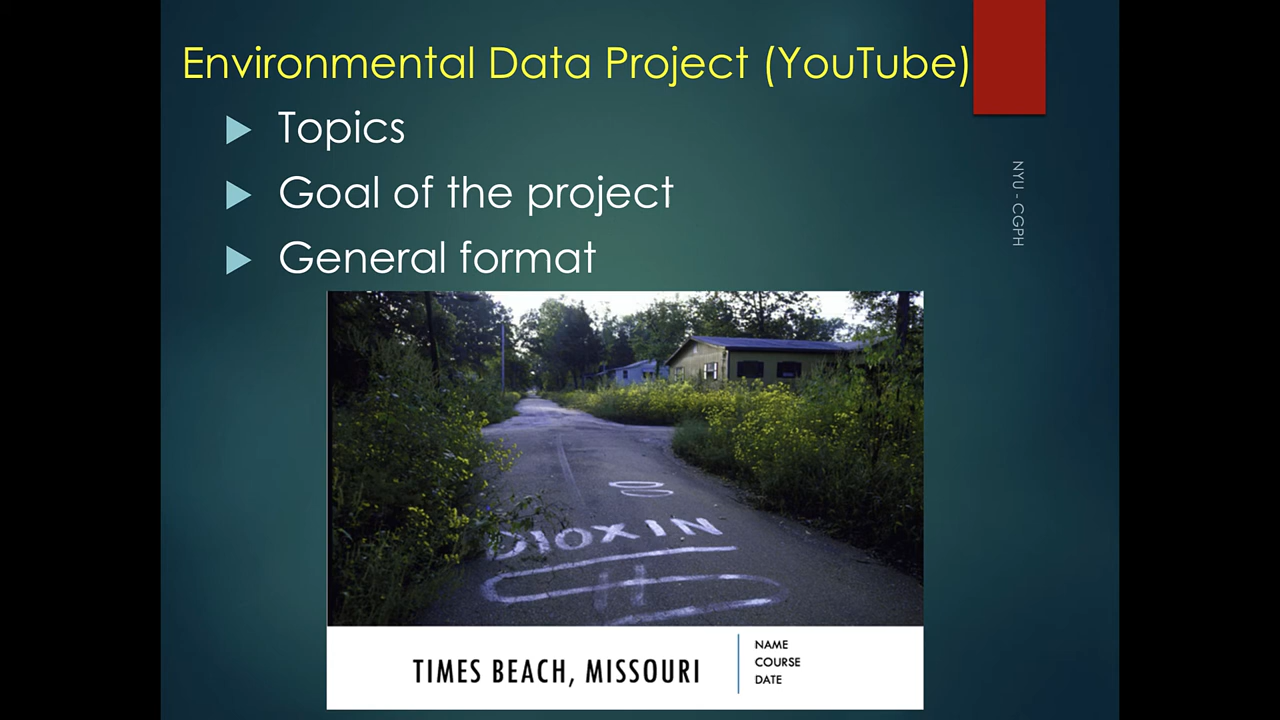 Environmental Data Project (YouTube)
Topics
Goal of the project
General format
NYU - CGPH
DIOXIN
TIMES BEACH, MISSOURI
NAME
COURSE
DATE